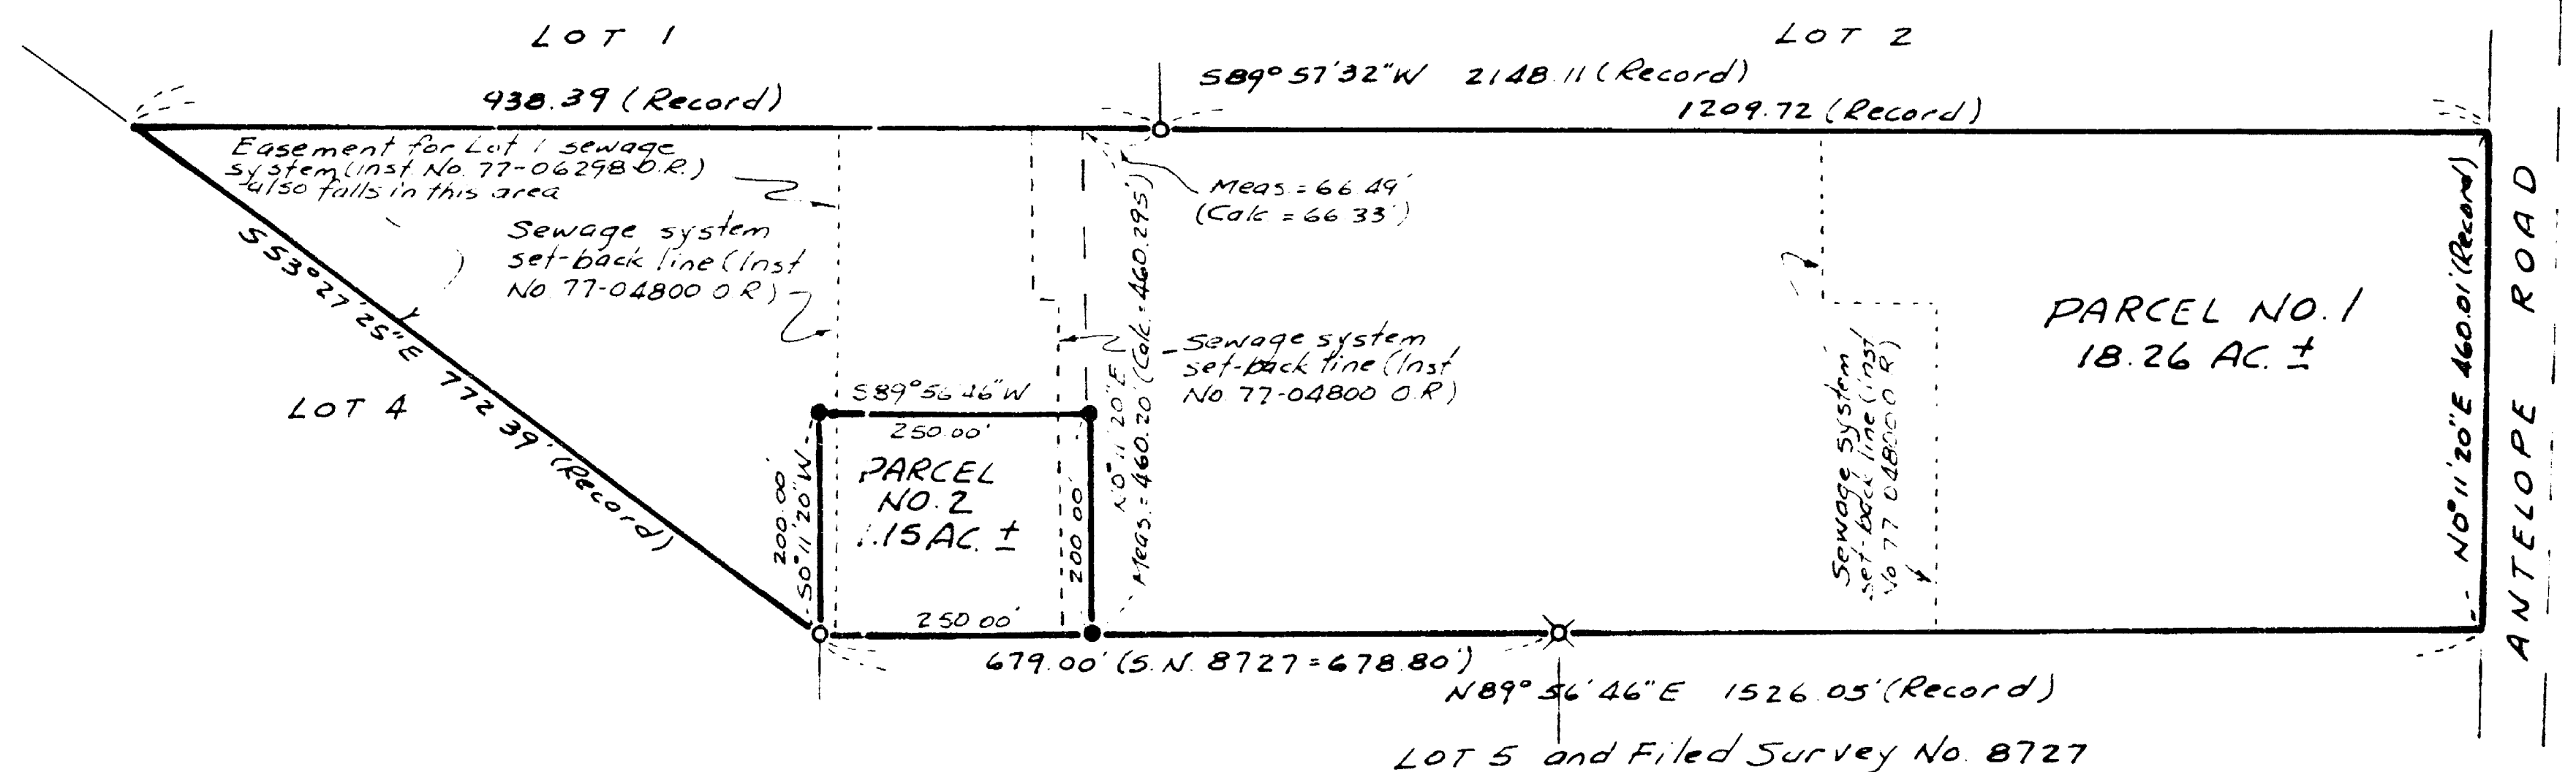 LOT 1
LOT 2
S89° 57' 32" W 2148.11 (Record)
938.39 (Record)
1209.72 (Record)
Easement for Lot 1 sewage
system (Inst. No. 77-06298 O.R.)
also falls in this area
Meas. = 66.49'
(Calc = 66.33')
Sewage system
set-back line (Inst
No. 77-04800 O.R.)
S53° 27' 25" E 772.39' (Record)
LOT 4
Sewage system
set-back line (Inst
No. 77-04800 O.R.)
N0° 11' 20" E
Meas. = 460.20 (Calc. = 460.295')
S89° 56' 46" W
250.00'
200.00'
S0° 11' 20" W
PARCEL
NO. 2
1.15 AC. ±
200.00'
250.00'
Sewage system
set-back line (Inst
No 77 04800 O R)
PARCEL NO. 1
18.26 AC. ±
N0° 11' 20" E 460.01' (Record)
ANTELOPE ROAD
679.00' (S.N. 8727 = 678.80')
N89° 56' 46" E 1526.05' (Record)
LOT 5 and Filed Survey No. 8727